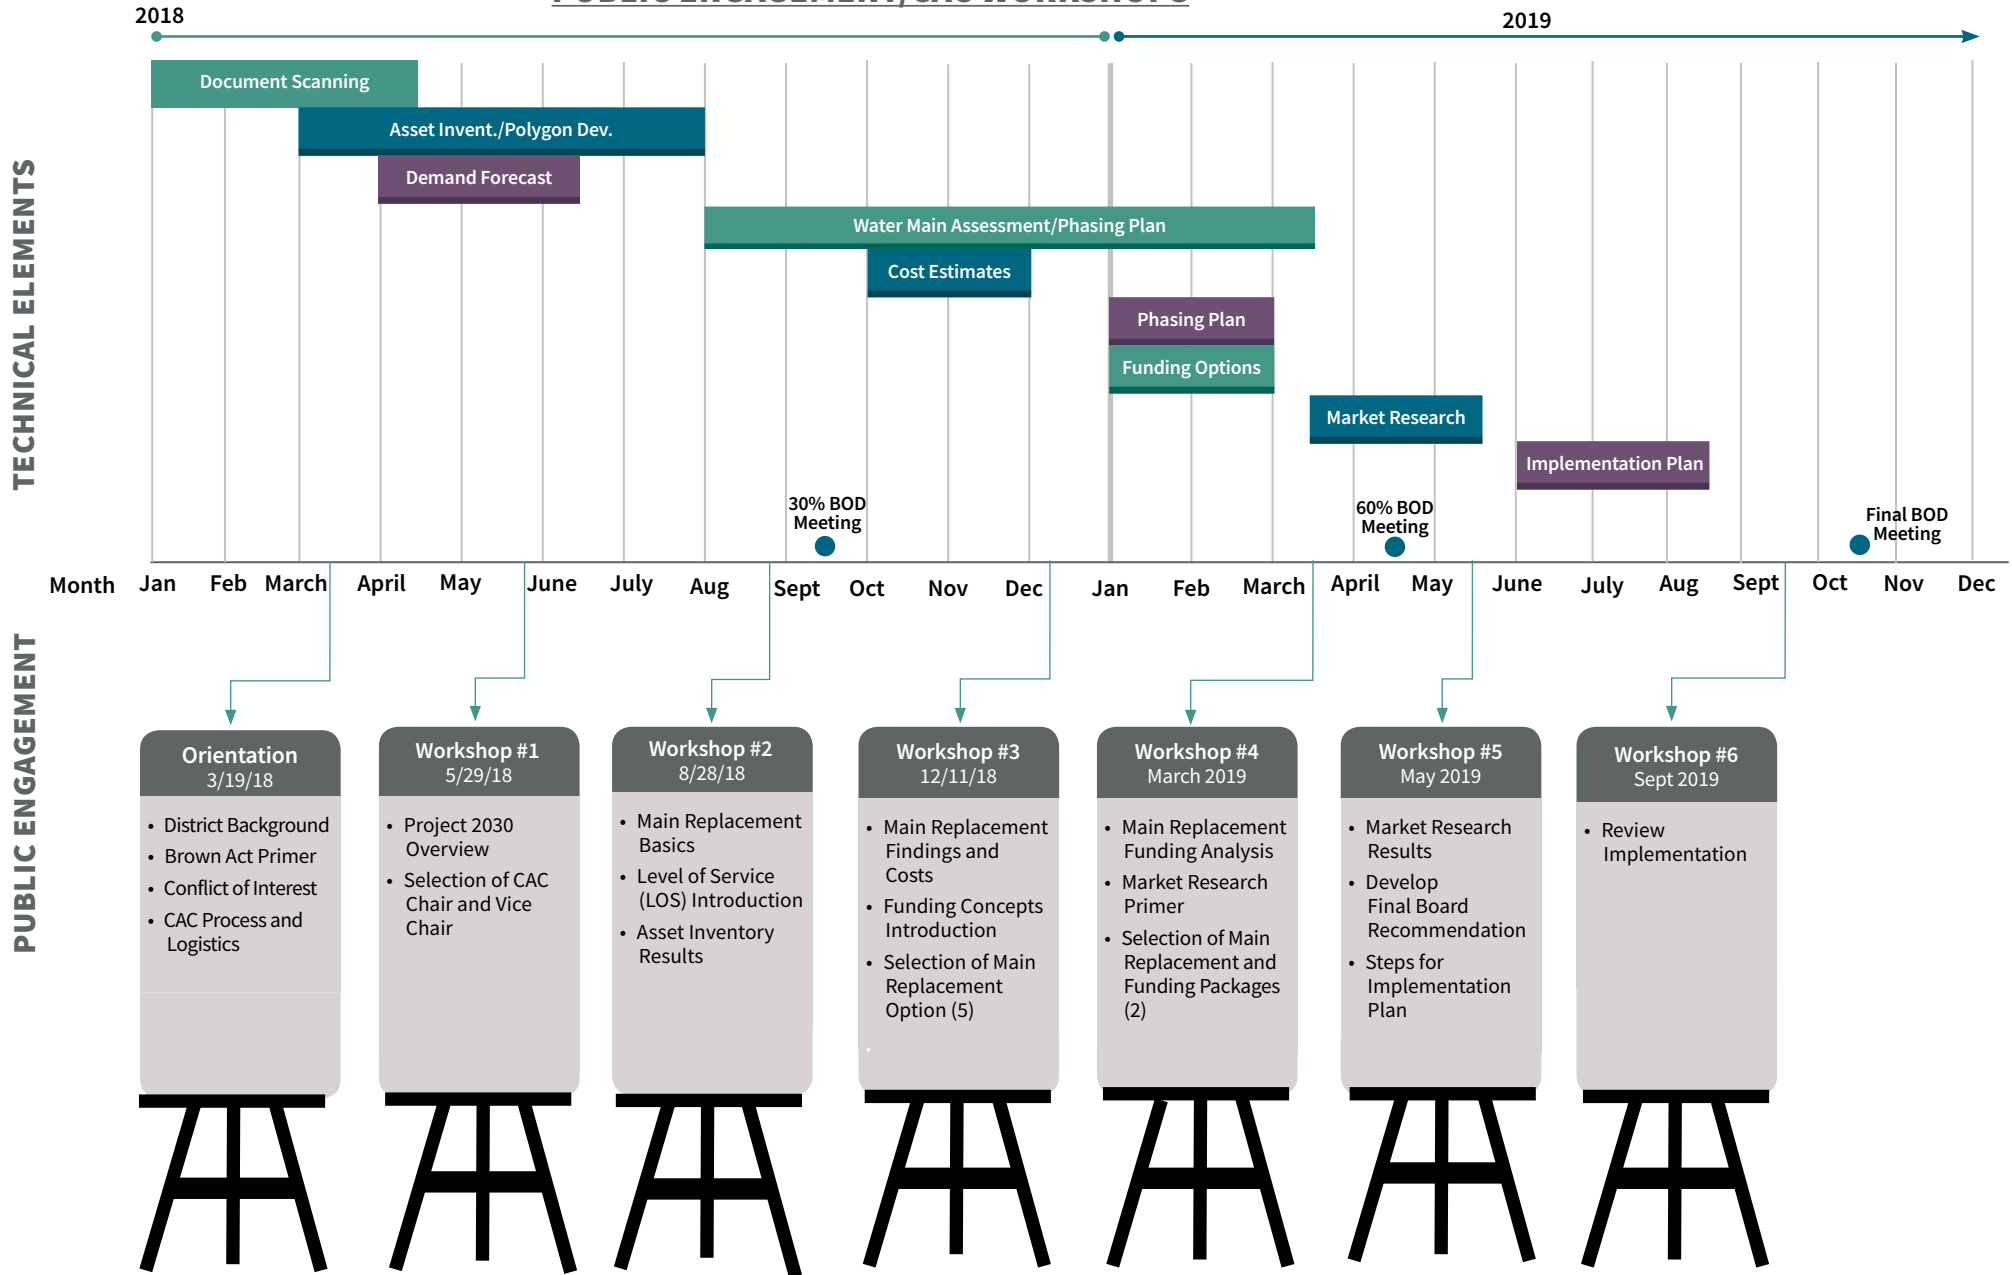 PUBLIC ENGAGEMENT/CAC WORKSHOPS
2018
2019
TECHNICAL ELEMENTS
Document Scanning
Asset Invent./Polygon Dev.
Demand Forecast
Water Main Assessment/Phasing Plan
Cost Estimates
Phasing Plan
Funding Options
Market Research
Implementation Plan
30% BOD
Meeting
60% BOD
Meeting
Final BOD
Meeting
Month Jan Feb March April May June July Aug Sept Oct Nov Dec Jan Feb March April May June July Aug Sept Oct Nov Dec
PUBLIC ENGAGEMENT
Orientation
3/19/18
• District Background
• Brown Act Primer
• Conflict of Interest
• CAC Process and
Logistics
Workshop #1
5/29/18
• Project 2030
Overview
• Selection of CAC
Chair and Vice
Chair
Workshop #2
8/28/18
• Main Replacement
Basics
• Level of Service
(LOS) Introduction
• Asset Inventory
Results
Workshop #3
12/11/18
• Main Replacement
Findings and
Costs
• Funding Concepts
Introduction
• Selection of Main
Replacement
Option (5)
Workshop #4
March 2019
• Main Replacement
Funding Analysis
• Market Research
Primer
• Selection of Main
Replacement and
Funding Packages
(2)
Workshop #5
May 2019
• Market Research
Results
• Develop
Final Board
Recommendation
• Steps for
Implementation
Plan
Workshop #6
Sept 2019
• Review
Implementation